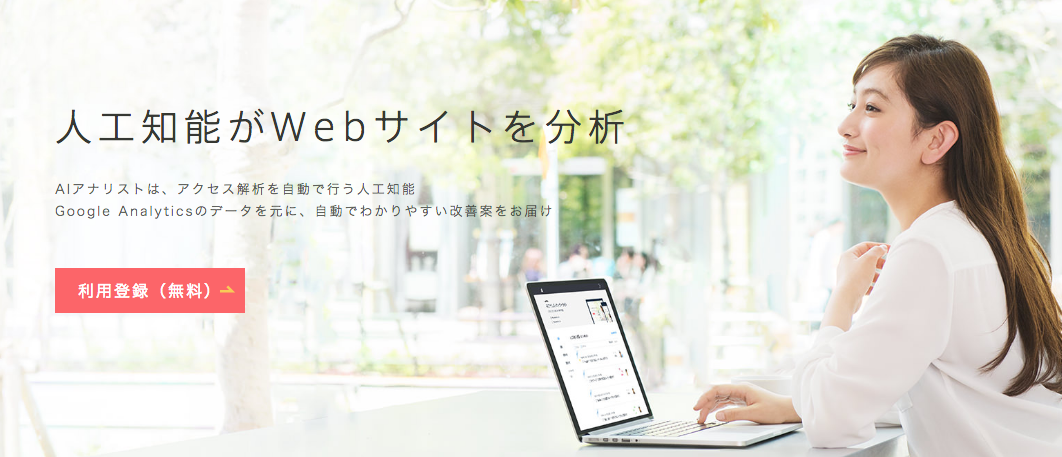 人工知能がWebサイトを分析
AIアナリストは、アクセス解析を自動で行う人工知能
Google Analyticsのデータを元に、自動でわかりやすい改善案をお届け
利用登録（無料）